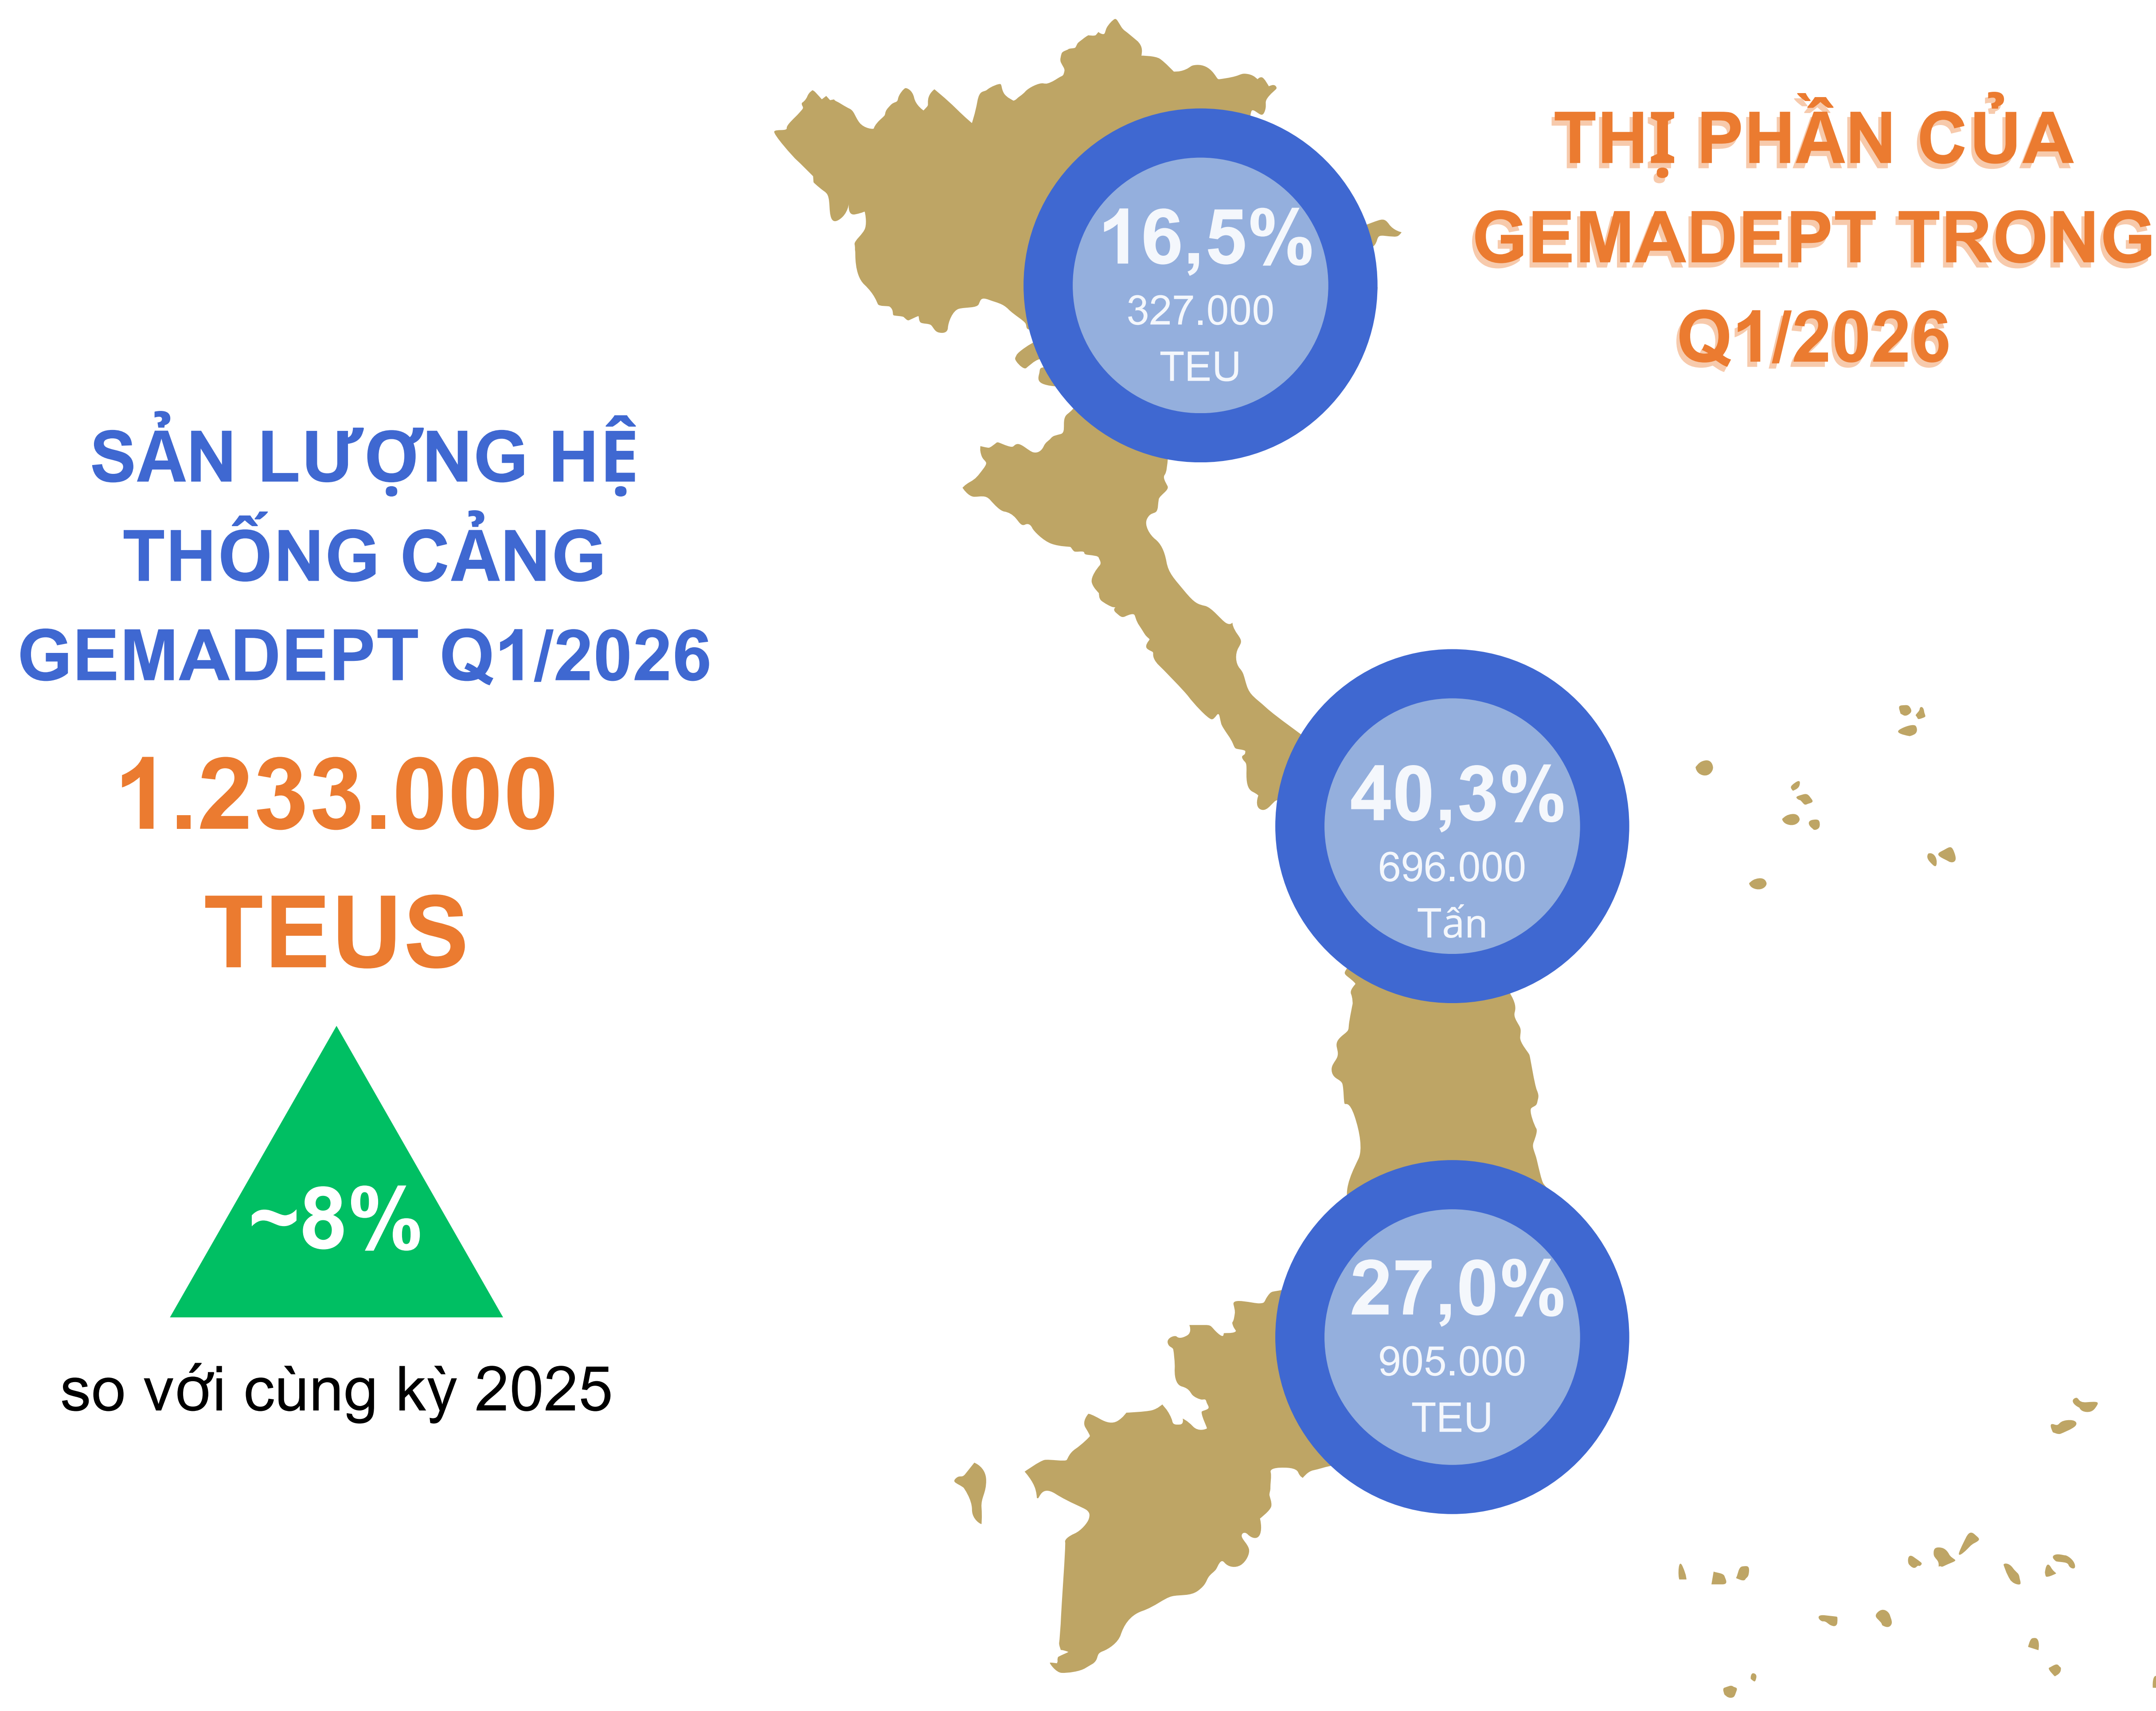 THỊ PHẦN CỦA
GEMADEPT TRONG
Q1/2026
16,5%
327.000
TEU
SẢN LƯỢNG HỆ
THỐNG CẢNG
GEMADEPT Q1/2026
1.233.000
TEUS
~8%
so với cùng kỳ 2025
40,3%
696.000
Tấn
27,0%
905.000
TEU